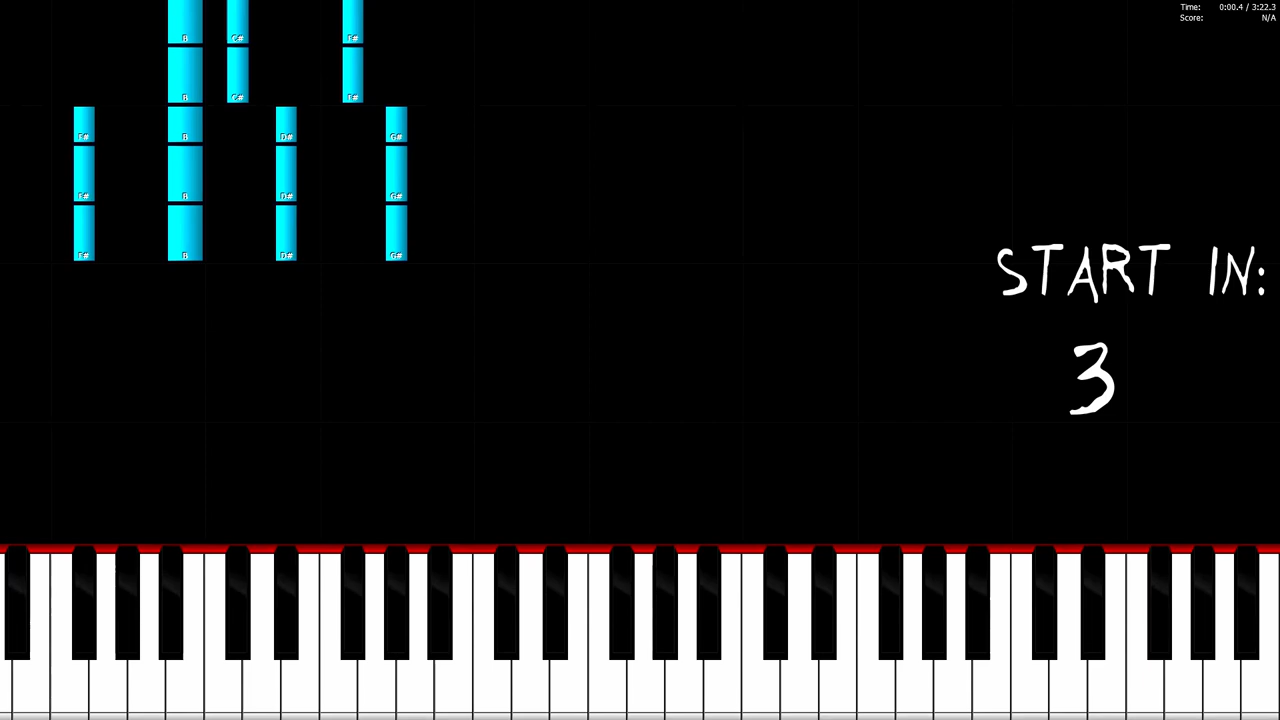 Time: 0:00.4 / 3:22.3
Score: N/A
B C# F#
B C# F#
F# B D# G#
F# B D# G#
F# B D# G#
START IN:
3